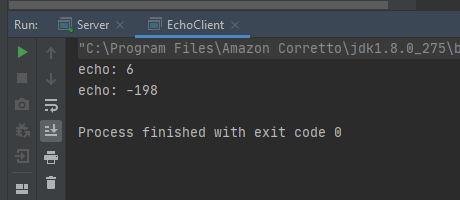 Run: Server × EchoClient ×
"C:\Program Files\Amazon Corretto\jdk1.8.0_275\b
echo: 6
echo: -198
Process finished with exit code 0